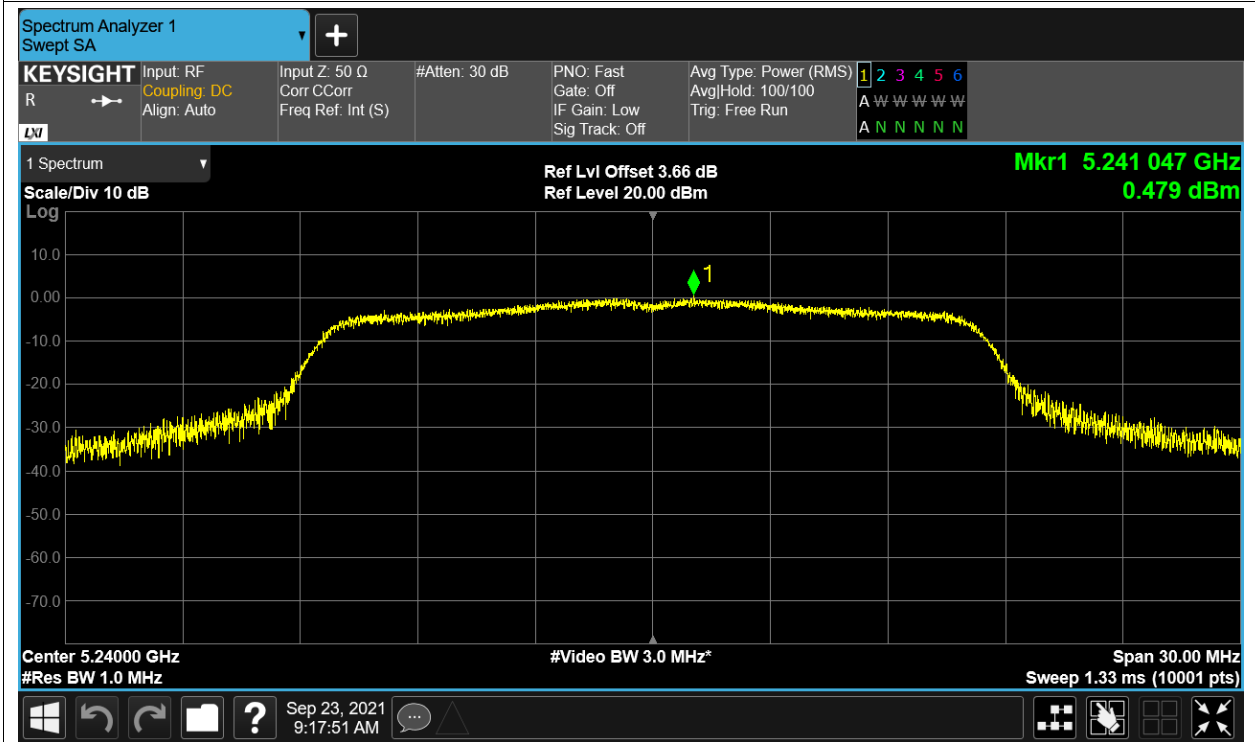 Spectrum Analyzer 1
Swept SA
KEYSIGHT
R
LXI
Input: RF
Coupling: DC
Align: Auto
Input Z: 50 Ω
Corr CCorr
Freq Ref: Int (S)
#Atten: 30 dB
PNO: Fast
Gate: Off
IF Gain: Low
Sig Track: Off
Avg Type: Power (RMS)
Avg|Hold: 100/100
Trig: Free Run
1 2 3 4 5 6
A W W W W W
A N N N N N
1 Spectrum
Scale/Div 10 dB
Log
Ref Lvl Offset 3.66 dB
Ref Level 20.00 dBm
Mkr1 5.241 047 GHz
0.479 dBm
10.0
0.00
-10.0
-20.0
-30.0
-40.0
-50.0
-60.0
-70.0
1
Center 5.24000 GHz
#Res BW 1.0 MHz
#Video BW 3.0 MHz*
Span 30.00 MHz
Sweep 1.33 ms (10001 pts)
?
Sep 23, 2021
9:17:51 AM